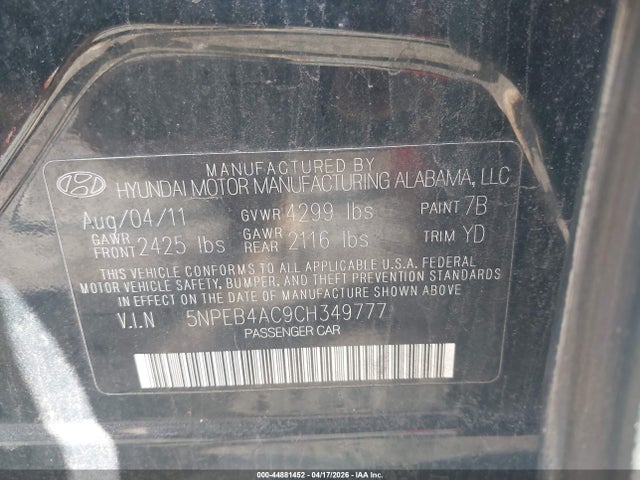 MANUFACTURED BY
HYUNDAI MOTOR MANUFACTURING ALABAMA, LLC
Aug/04/11 GVWR 4299 lbs PAINT 7B
GAWR FRONT 2425 lbs GAWR REAR 2116 lbs TRIM YD
THIS VEHICLE CONFORMS TO ALL APPLICABLE U.S.A. FEDERAL
MOTOR VEHICLE SAFETY, BUMPER, AND THEFT PREVENTION STANDARDS
IN EFFECT ON THE DATE OF MANUFACTURE SHOWN ABOVE.
V.I.N 5NPEB4AC9CH349777
PASSENGER CAR
000-44881452 | 04/17/2026 | IAA Inc.